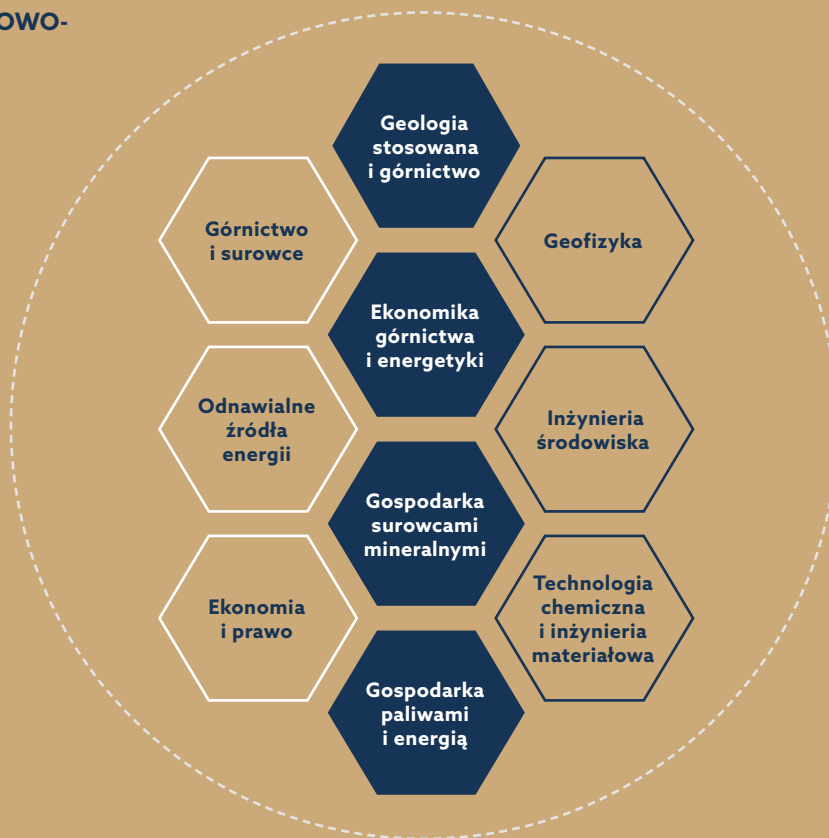 OWO-
Geologia
stosowana
i górnictwo
Górnictwo
i surowce
Geofizyka
Ekonomika
górnictwa
i energetyki
Odnawialne
źródła
energii
Inżynieria
środowiska
Gospodarka
surowcami
mineralnymi
Ekonomia
i prawo
Technologia
chemiczna
i inżynieria
materiałowa
Gospodarka
paliwami
i energią